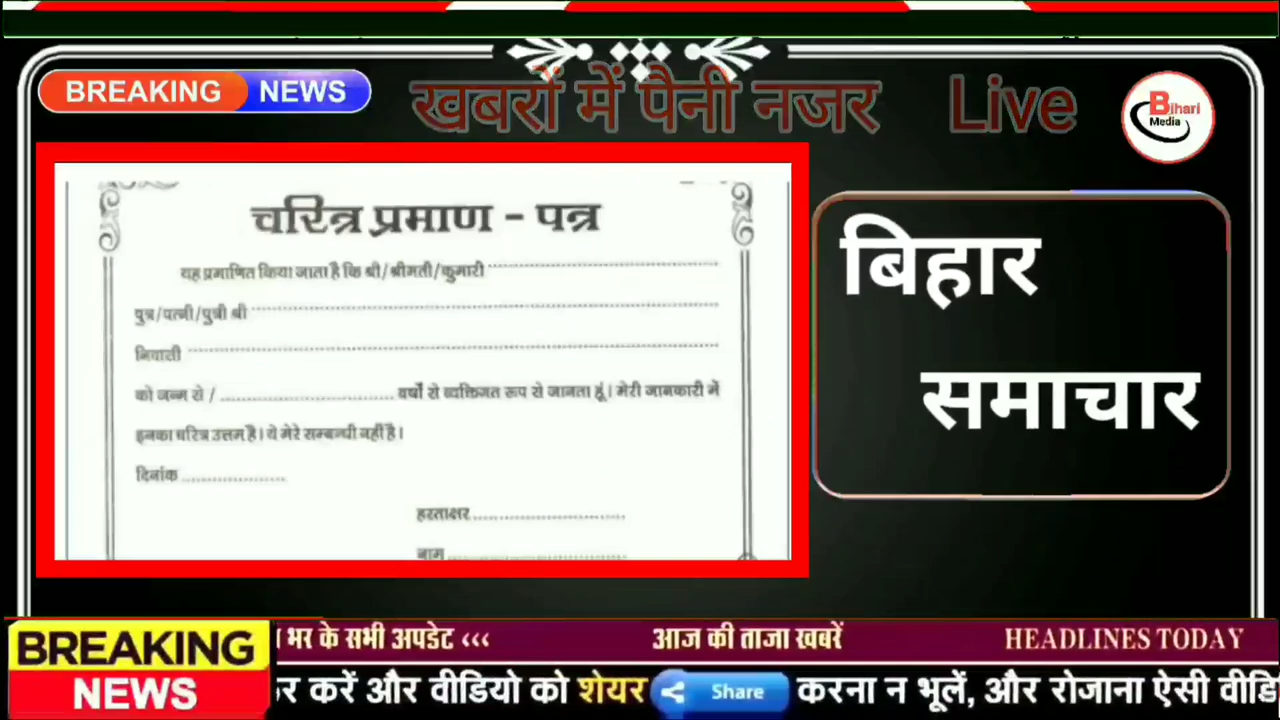 BREAKING NEWS
खबरों में पैनी नजर Live
Bihari
Media
चरित्र प्रमाण - पत्र
यह प्रमाणित किया जाता है कि श्री/श्रीमती/कुमारी
पुत्र/पत्नी/पुत्री श्री
निवासी
को जन्म से / वर्षों से व्यक्तिगत रूप से जानता हूं। मेरी जानकारी में
इनका चरित्र उत्तम है। ये मेरे सम्बन्धी नहीं है।
दिनांक
हस्ताक्षर
नाम
बिहार
समाचार
BREAKING
NEWS
भर के सभी अपडेट ‹‹‹ आज की ताजा खबरें HEADLINES TODAY
करें और वीडियो को शेयर Share करना न भूलें, और रोजाना ऐसी